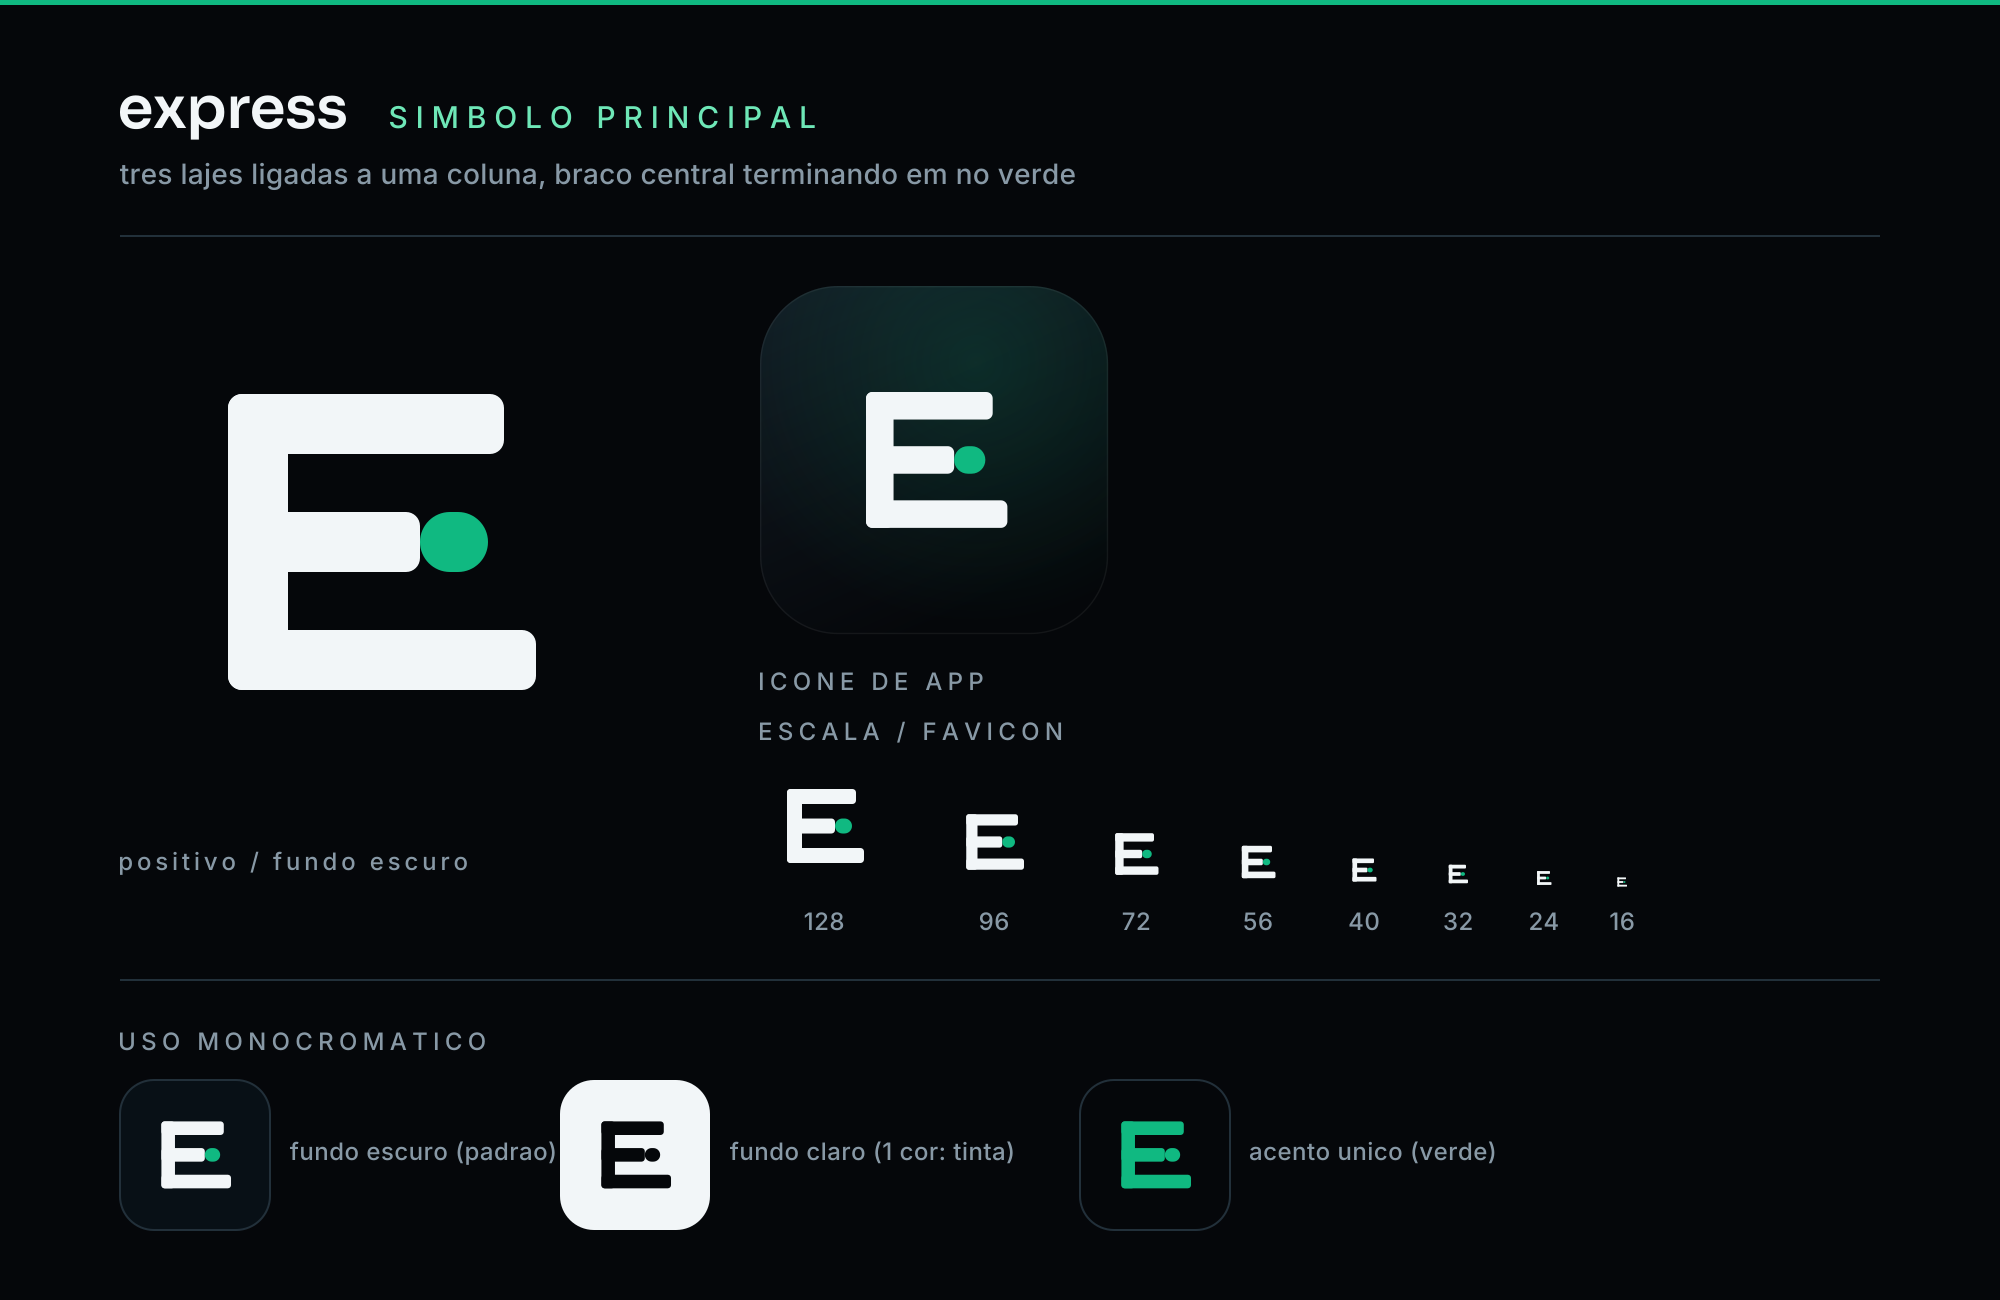 express SIMBOLO PRINCIPAL
tres lajes ligadas a uma coluna, braco central terminando em no verde
ICONE DE APP
ESCALA / FAVICON
positivo / fundo escuro
128 96 72 56 40 32 24 16
USO MONOCROMATICO
fundo escuro (padrao) fundo claro (1 cor: tinta) acento unico (verde)